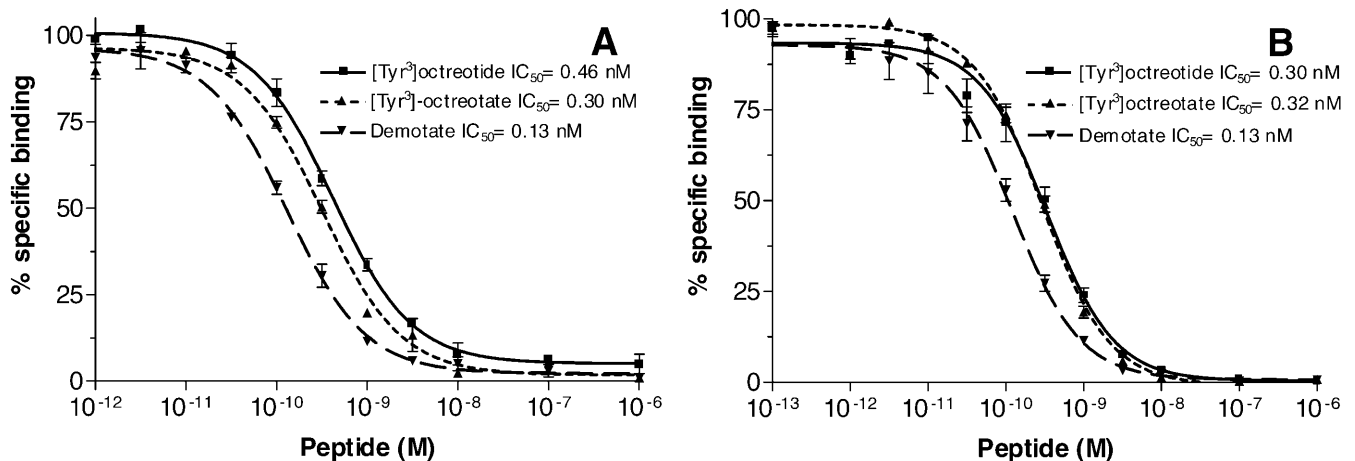 A
100
75
50
25
0
% specific binding
[Tyr³]octreotide IC₅₀= 0.46 nM
[Tyr³]-octreotate IC₅₀= 0.30 nM
Demotate IC₅₀= 0.13 nM
10⁻¹² 10⁻¹¹ 10⁻¹⁰ 10⁻⁹ 10⁻⁸ 10⁻⁷ 10⁻⁶
Peptide (M)
B
100
75
50
25
0
% specific binding
[Tyr³]octreotide IC₅₀= 0.30 nM
[Tyr³]octreotate IC₅₀= 0.32 nM
Demotate IC₅₀= 0.13 nM
10⁻¹³ 10⁻¹² 10⁻¹¹ 10⁻¹⁰ 10⁻⁹ 10⁻⁸ 10⁻⁷ 10⁻⁶
Peptide (M)